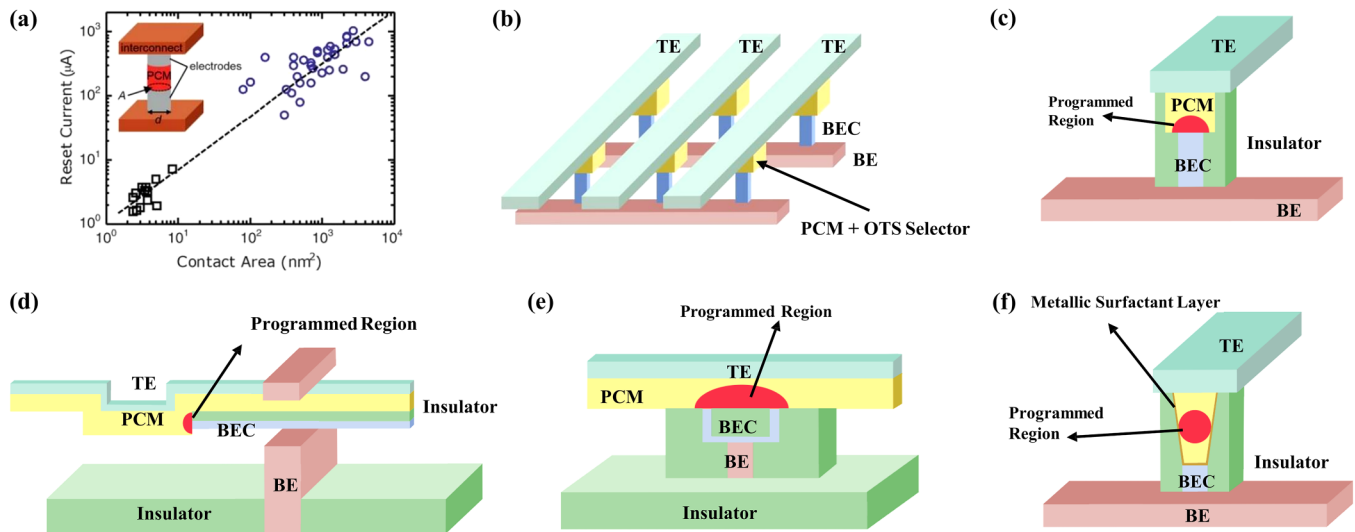 (a)
10³
10²
10¹
10⁰
Reset Current (uA)
interconnect
PCM
electrodes
A
d
10⁰ 10¹ 10² 10³ 10⁴
Contact Area (nm²)
(b)
TE TE TE
BEC
BE
PCM + OTS Selector
(c)
TE
Programmed
Region
PCM
Insulator
BEC
BE
(d)
Programmed Region
TE
PCM
BEC
Insulator
BE
Insulator
(e)
Programmed Region
TE
PCM
BEC
BE
Insulator
(f)
Metallic Surfactant Layer
TE
Programmed
Region
Insulator
BEC
BE